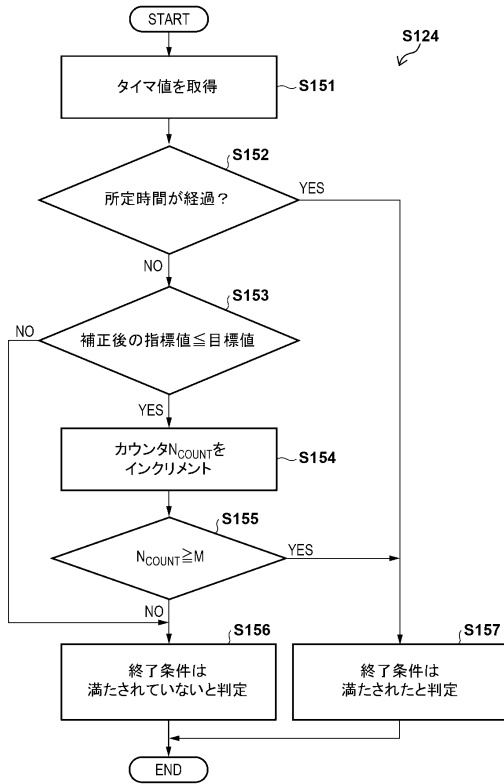 START
S124
タイマ値を取得
S151
S152
所定時間が経過?
YES
NO
S153
NO
補正後の指標値≦目標値
YES
カウンタNCOUNTを
インクリメント
S154
S155
NCOUNT≧M
YES
NO
S156
終了条件は
満たされていないと判定
S157
終了条件は
満たされたと判定
END